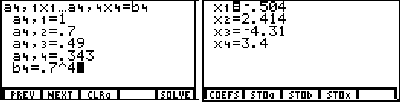 a4,1x1…a4,4x4=b4
a4,1=1
a4,2=.7
a4,3=.49
a4,4=.343
b4=.7^4
PREV NEXT CLRq SOLVE
x1=-.504
x2=2.414
x3=-4.31
x4=3.4
COEFS STOa STOb STOx